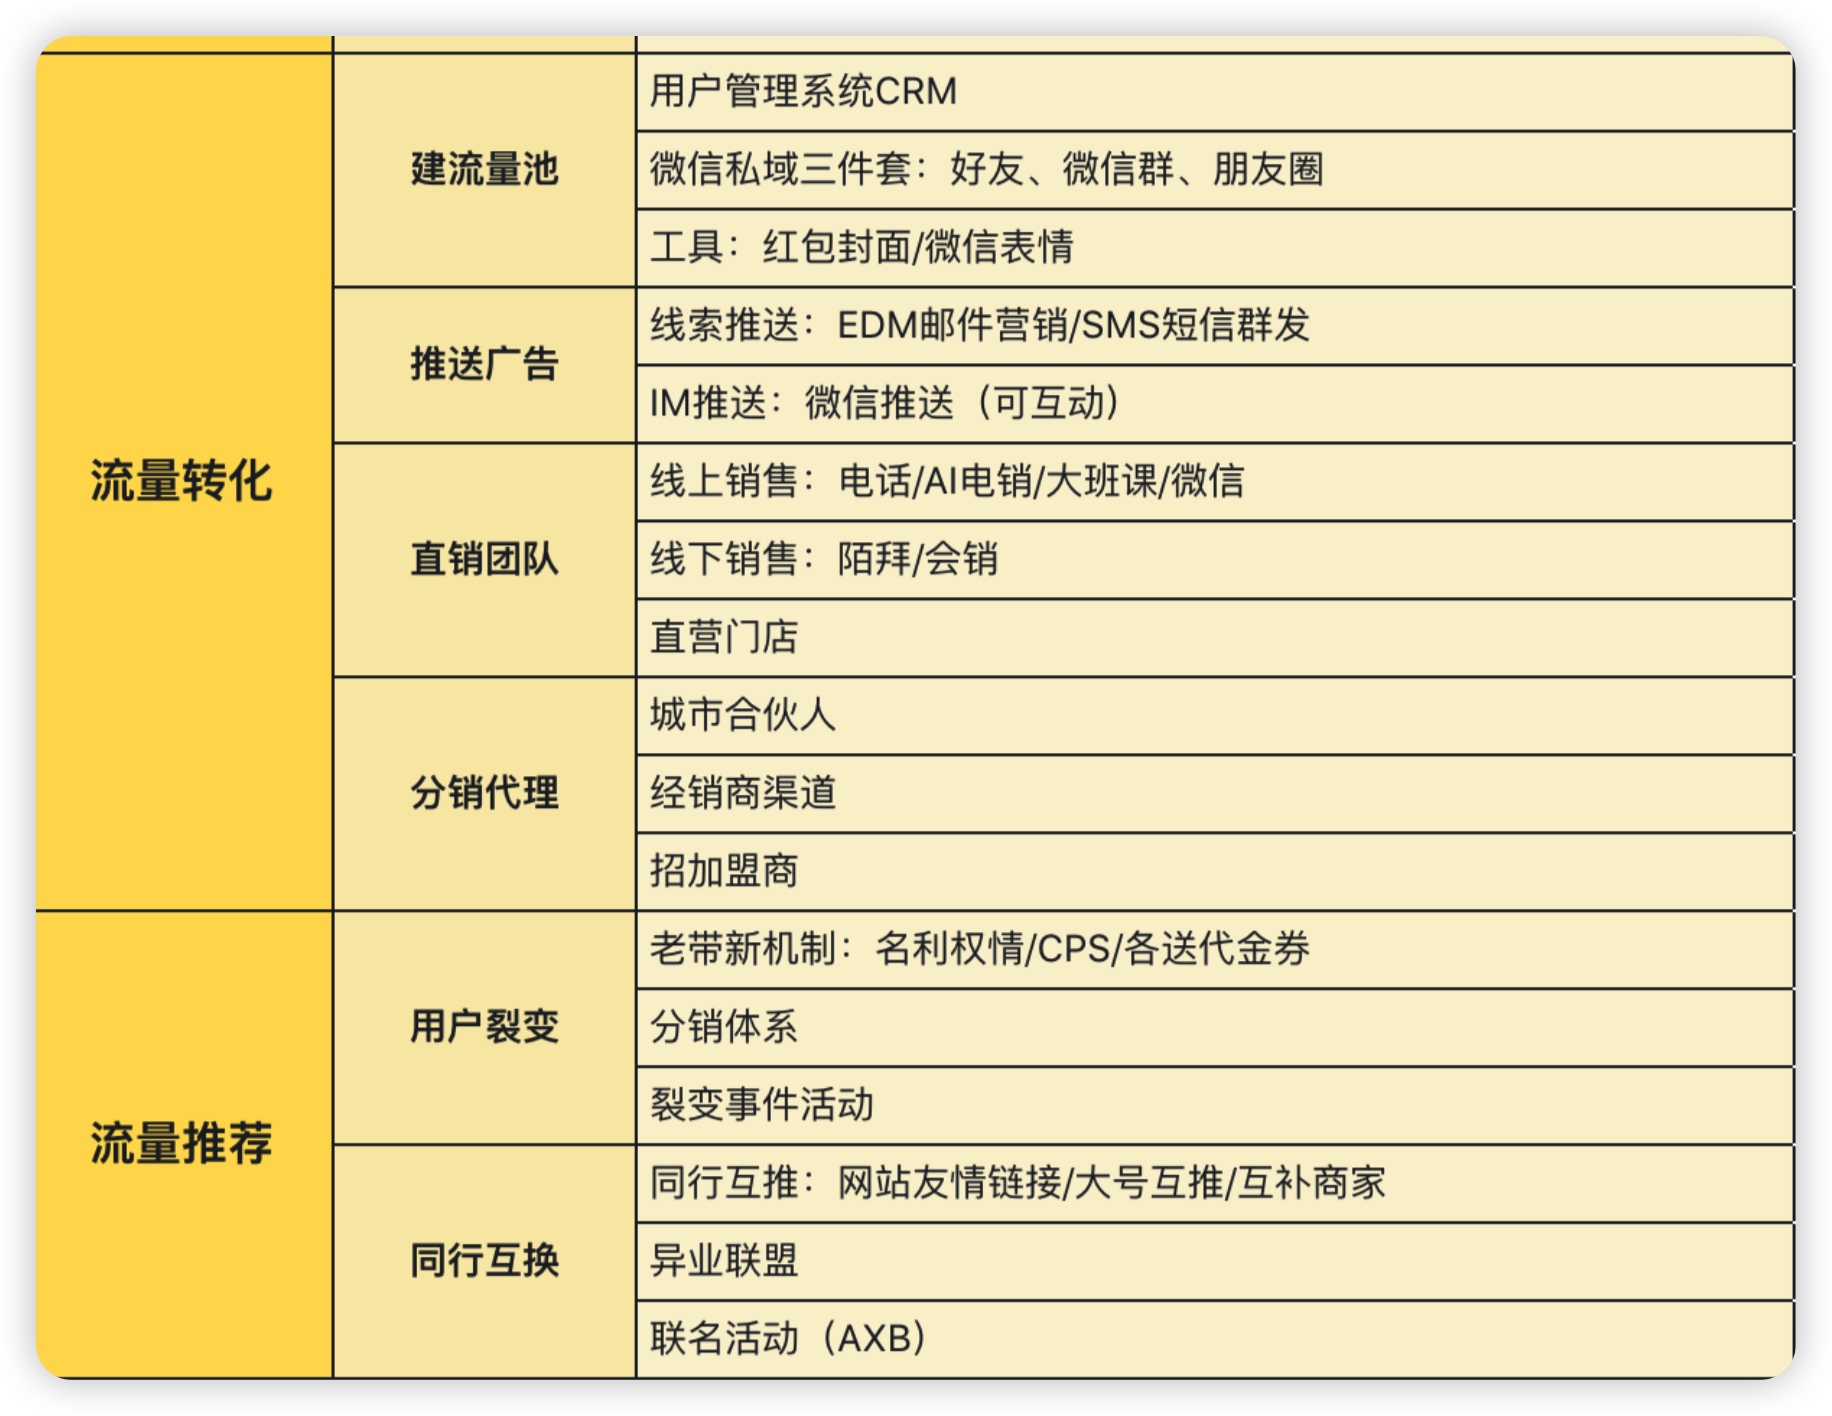 流量转化
建流量池
用户管理系统CRM
微信私域三件套：好友、微信群、朋友圈
工具：红包封面/微信表情
推送广告
线索推送：EDM邮件营销/SMS短信群发
IM推送：微信推送（可互动）
直销团队
线上销售：电话/AI电销/大班课/微信
线下销售：陌拜/会销
直营门店
分销代理
城市合伙人
经销商渠道
招加盟商
流量推荐
用户裂变
老带新机制：名利权情/CPS/各送代金券
分销体系
裂变事件活动
同行互换
同行互推：网站友情链接/大号互推/互补商家
异业联盟
联名活动（AXB）